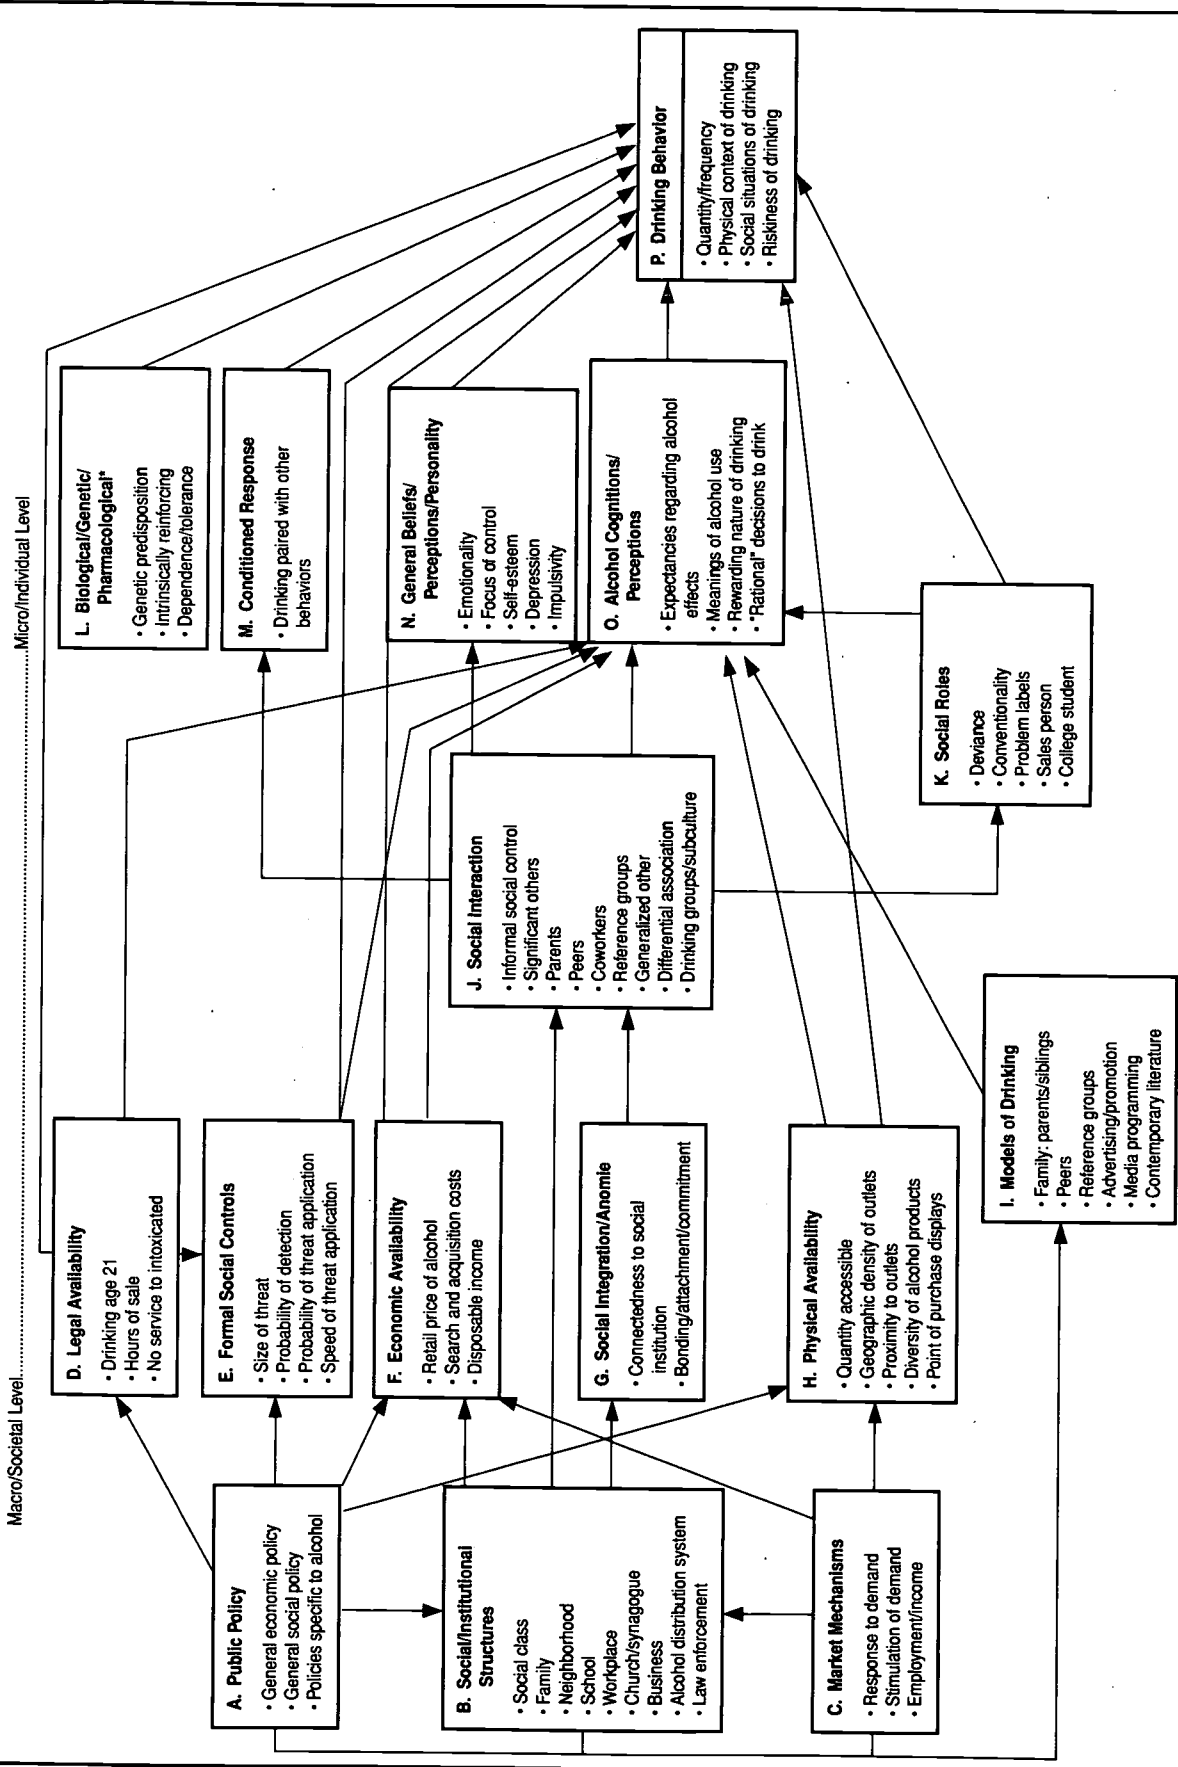 Macro/Societal Level..........................................................................Micro/Individual Level
A. Public Policy
• General economic policy
• General social policy
• Policies specific to alcohol
B. Social/Institutional
Structures
• Social class
• Family
• Neighborhood
• School
• Workplace
• Church/synagogue
• Business
• Alcohol distribution system
• Law enforcement
C. Market Mechanisms
• Response to demand
• Stimulation of demand
• Employment/income
D. Legal Availability
• Drinking age 21
• Hours of sale
• No service to intoxicated
E. Formal Social Controls
• Size of threat
• Probability of detection
• Probability of threat application
• Speed of threat application
F. Economic Availability
• Retail price of alcohol
• Search and acquisition costs
• Disposable income
G. Social Integration/Anomie
• Connectedness to social
institution
• Bonding/attachment/commitment
H. Physical Availability
• Quantity accessible
• Geographic density of outlets
• Proximity to outlets
• Diversity of alcohol products
• Point of purchase displays
I. Models of Drinking
• Family: parents/siblings
• Peers
• Reference groups
• Advertising/promotion
• Media programming
• Contemporary literature
J. Social Interaction
• Informal social control
• Significant others
• Parents
• Peers
• Coworkers
• Reference groups
• Generalized other
• Differential association
• Drinking groups/subculture
K. Social Roles
• Deviance
• Conventionality
• Problem labels
• Sales person
• College student
L. Biological/Genetic/
Pharmacological*
• Genetic predisposition
• Intrinsically reinforcing
• Dependence/tolerance
M. Conditioned Response
• Drinking paired with other
behaviors
N. General Beliefs/
Perceptions/Personality
• Emotionality
• Focus of control
• Self-esteem
• Depression
• Impulsivity
O. Alcohol Cognitions/
Perceptions
• Expectancies regarding alcohol
effects
• Meanings of alcohol use
• Rewarding nature of drinking
• "Rational" decisions to drink
P. Drinking Behavior
• Quantity/frequency
• Physical context of drinking
• Social situations of drinking
• Riskiness of drinking